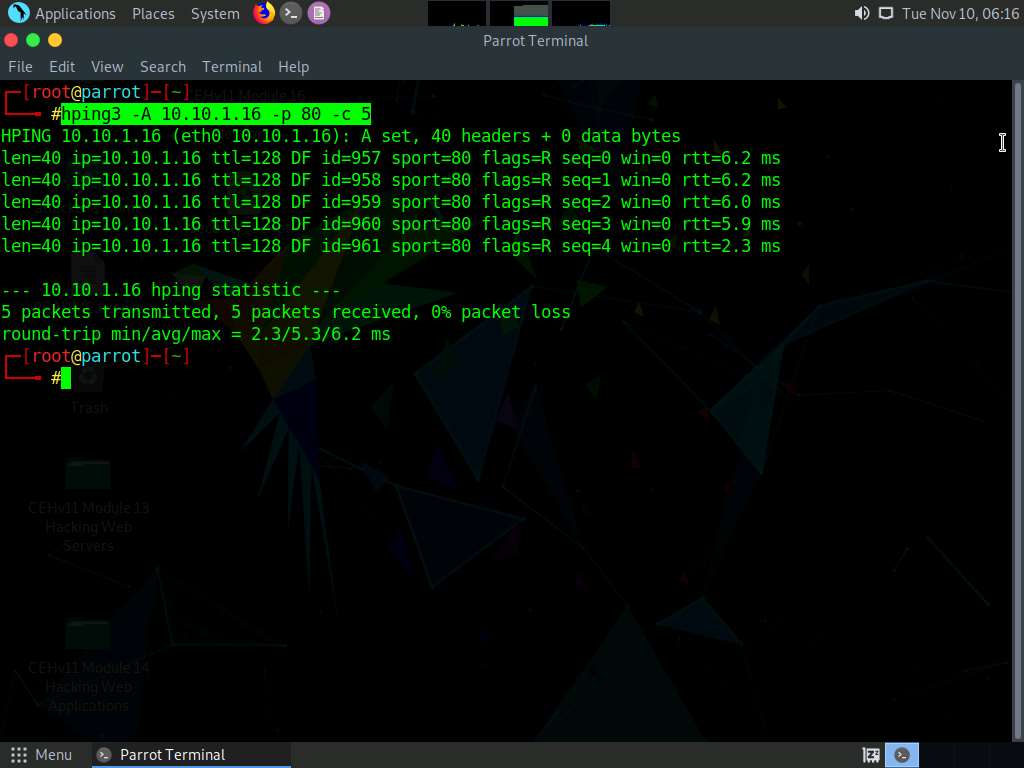 Applications Places System Tue Nov 10, 06:16
Parrot Terminal
File Edit View Search Terminal Help
CEHv11 Module 16
[root@parrot]─[~]
#hping3 -A 10.10.1.16 -p 80 -c 5
HPING 10.10.1.16 (eth0 10.10.1.16): A set, 40 headers + 0 data bytes
len=40 ip=10.10.1.16 ttl=128 DF id=957 sport=80 flags=R seq=0 win=0 rtt=6.2 ms
len=40 ip=10.10.1.16 ttl=128 DF id=958 sport=80 flags=R seq=1 win=0 rtt=6.2 ms
len=40 ip=10.10.1.16 ttl=128 DF id=959 sport=80 flags=R seq=2 win=0 rtt=6.0 ms
len=40 ip=10.10.1.16 ttl=128 DF id=960 sport=80 flags=R seq=3 win=0 rtt=5.9 ms
len=40 ip=10.10.1.16 ttl=128 DF id=961 sport=80 flags=R seq=4 win=0 rtt=2.3 ms
--- 10.10.1.16 hping statistic ---
5 packets transmitted, 5 packets received, 0% packet loss
round-trip min/avg/max = 2.3/5.3/6.2 ms
[root@parrot]─[~]
#
Trash
CEHv11 Module 13
Hacking Web
Servers
CEHv11 Module 14
Hacking Web
Applications
Menu Parrot Terminal